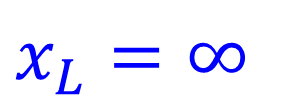 x_L = ∞